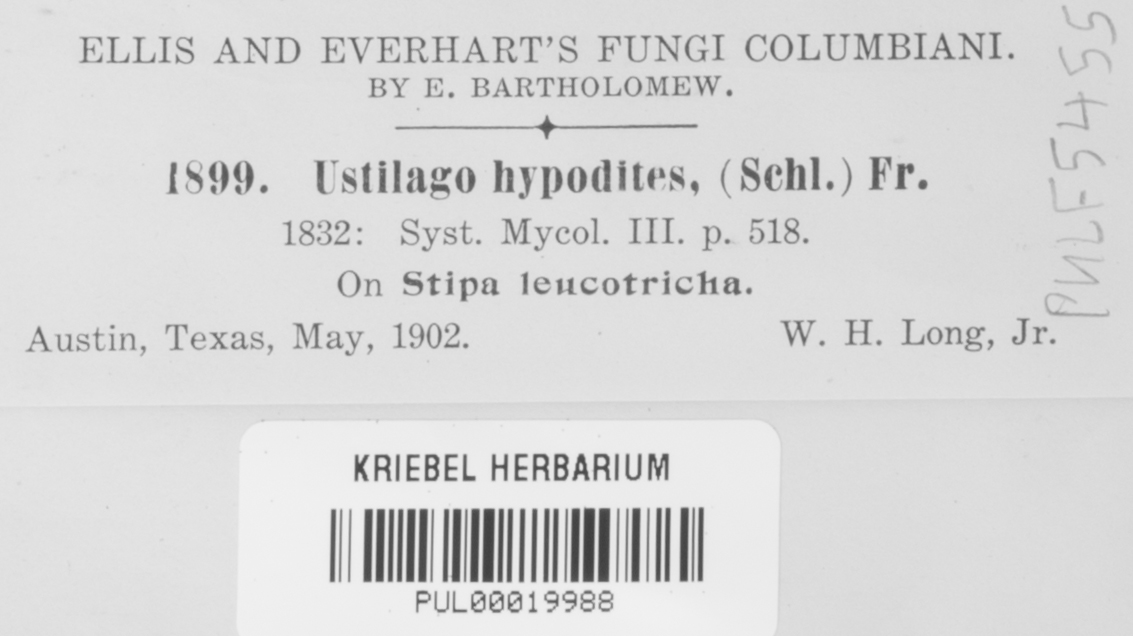 ELLIS AND EVERHART'S FUNGI COLUMBIANI.
BY E. BARTHOLOMEW.
1899. Ustilago hypodites, (Schl.) Fr.
1832: Syst. Mycol. III. p. 518.
On Stipa leucotricha.
Austin, Texas, May, 1902. W. H. Long, Jr.
PULF5455
KRIEBEL HERBARIUM
PUL00019988